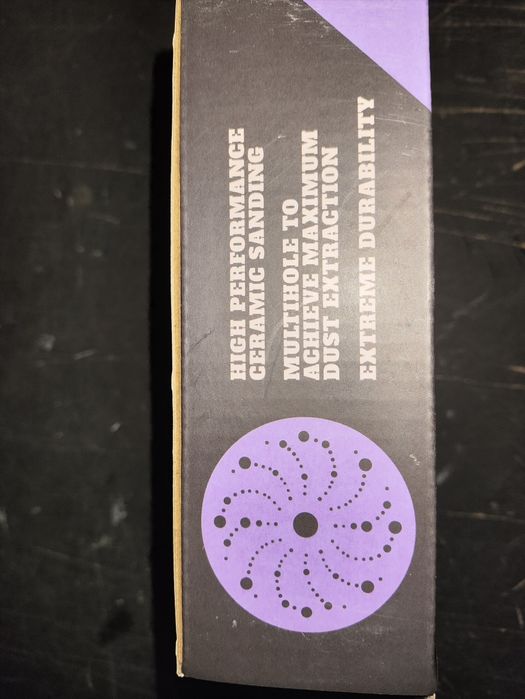 HIGH PERFORMANCE
CERAMIC SANDING
MULTIHOLE TO
ACHIEVE MAXIMUM
DUST EXTRACTION
EXTREME DURABILITY